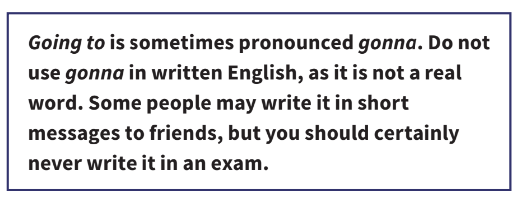 Going to is sometimes pronounced gonna. Do not
use gonna in written English, as it is not a real
word. Some people may write it in short
messages to friends, but you should certainly
never write it in an exam.